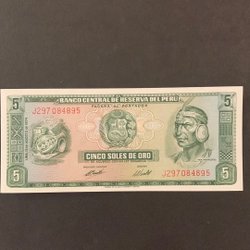 BANCO CENTRAL DE RESERVA DEL PERU
5
5
J297084895
CINCO SOLES DE ORO
J297084895
5
5